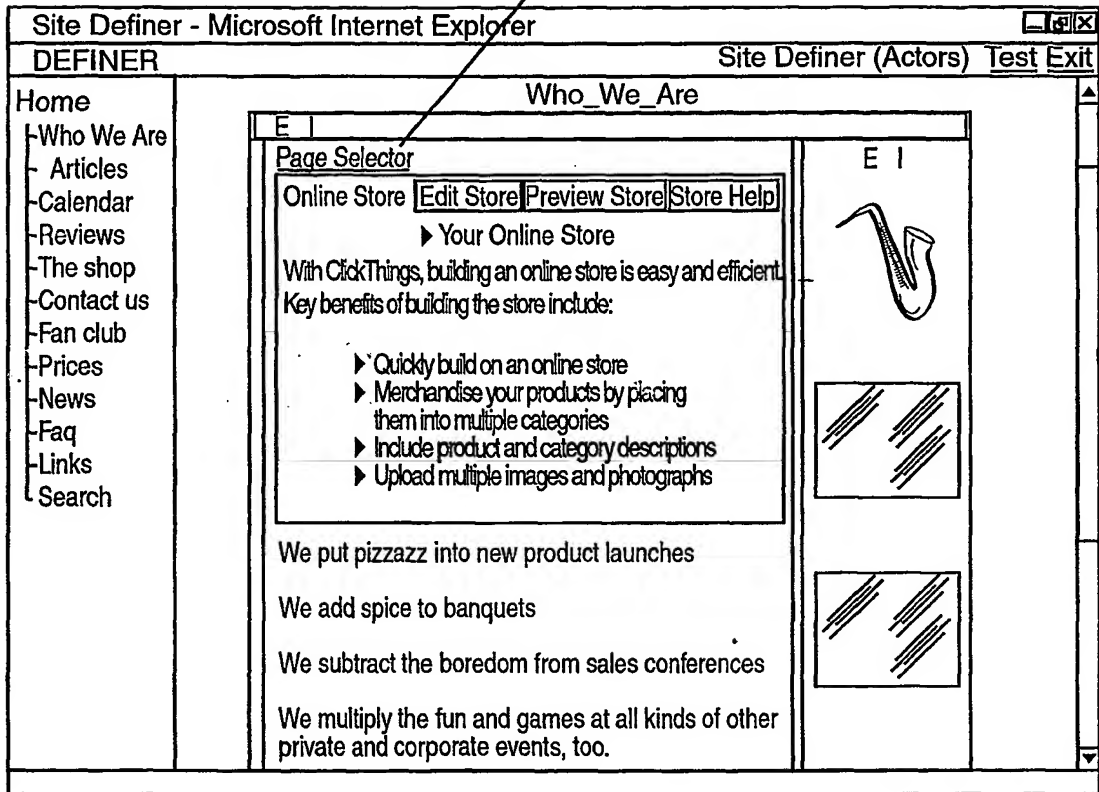 Site Definer - Microsoft Internet Explorer
DEFINER Site Definer (Actors) Test Exit
Home
Who We Are
Articles
Calendar
Reviews
The shop
Contact us
Fan club
Prices
News
Faq
Links
Search
Who_We_Are
E I
Page Selector
Online Store Edit Store Preview Store Store Help
Your Online Store
With ClickThings, building an online store is easy and efficient.
Key benefits of building the store include:
Quickly build on an online store
Merchandise your products by placing
them into multiple categories
Include product and category descriptions
Upload multiple images and photographs
We put pizzazz into new product launches
We add spice to banquets
We subtract the boredom from sales conferences
We multiply the fun and games at all kinds of other
private and corporate events, too.
E I